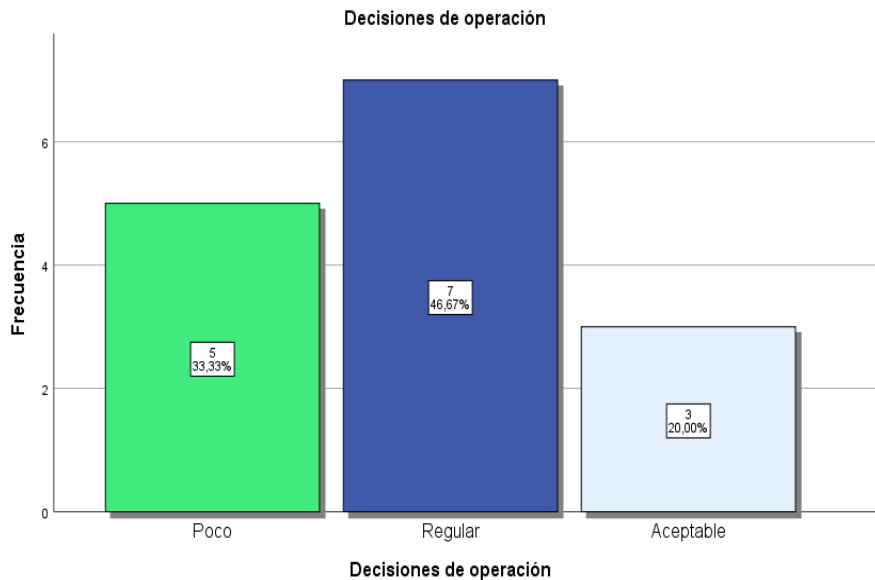 Decisiones de operación
Frecuencia
6
4
2
0
5
33,33%
7
46,67%
3
20,00%
Poco
Regular
Aceptable
Decisiones de operación